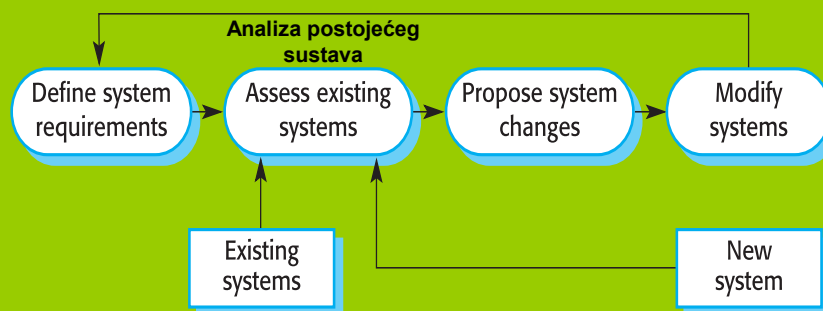 Analiza postojećeg
sustava
Define system
requirements
Assess existing
systems
Propose system
changes
Modify
systems
Existing
systems
New
system